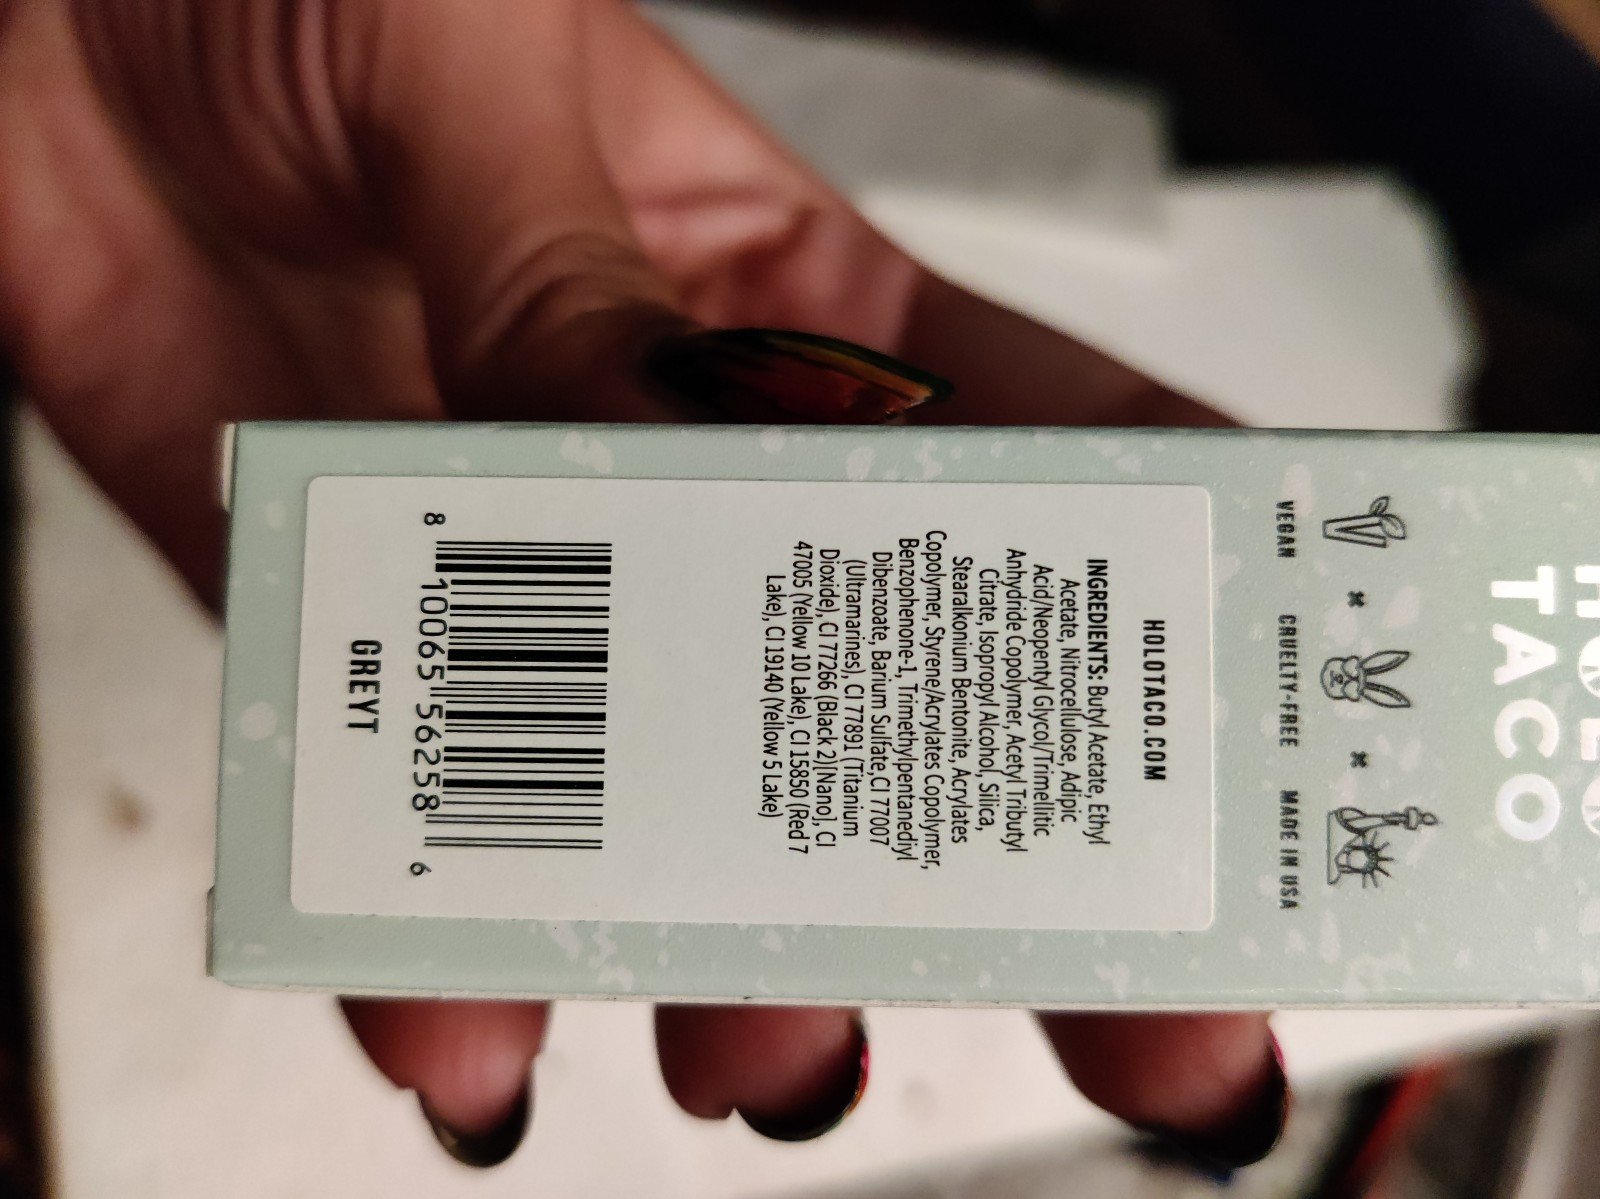 HOLO
TACO
VEGAN × CRUELTY-FREE × MADE IN USA
HOLOTACO.COM
INGREDIENTS: Butyl Acetate, Ethyl
Acetate, Nitrocellulose, Adipic
Acid/Neopentyl Glycol/Trimellitic
Anhydride Copolymer, Acetyl Tributyl
Citrate, Isopropyl Alcohol, Silica,
Stearalkonium Bentonite, Acrylates
Copolymer, Styrene/Acrylates Copolymer,
Benzophenone-1, Trimethylpentanediyl
Dibenzoate, Barium Sulfate,CI 77007
(Ultramarines), CI 77891 (Titanium
Dioxide), CI 77266 (Black 2)[Nano], CI
47005 (Yellow 10 Lake), CI 15850 (Red 7
Lake), CI 19140 (Yellow 5 Lake)
8 10065 56258 6
GREYT